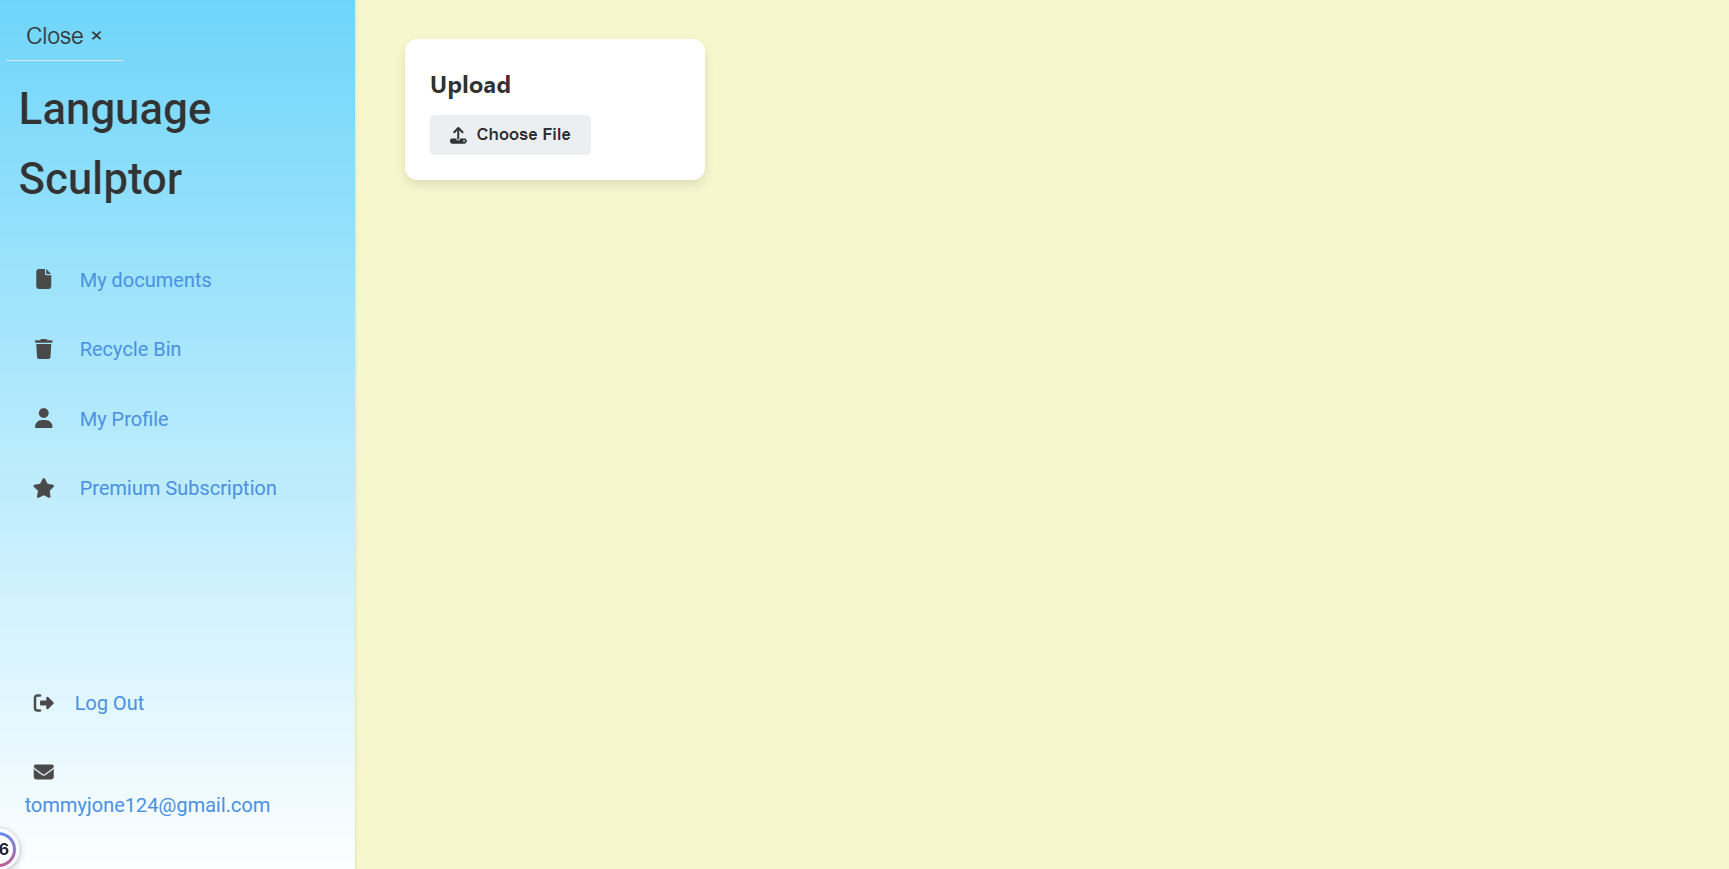 Close ×
Language
Sculptor
My documents
Recycle Bin
My Profile
Premium Subscription
Log Out
tommyjone124@gmail.com
6
Upload
Choose File